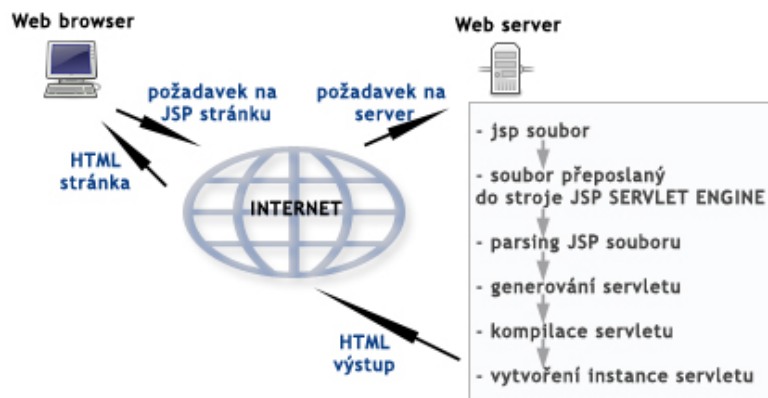 Web browser
Web server
požadavek na
JSP stránku
požadavek na
server
HTML
stránka
INTERNET
- jsp soubor
- soubor přeposlaný
do stroje JSP SERVLET ENGINE
- parsing JSP souboru
- generování servletu
- kompilace servletu
- vytvoření instance servletu
HTML
výstup